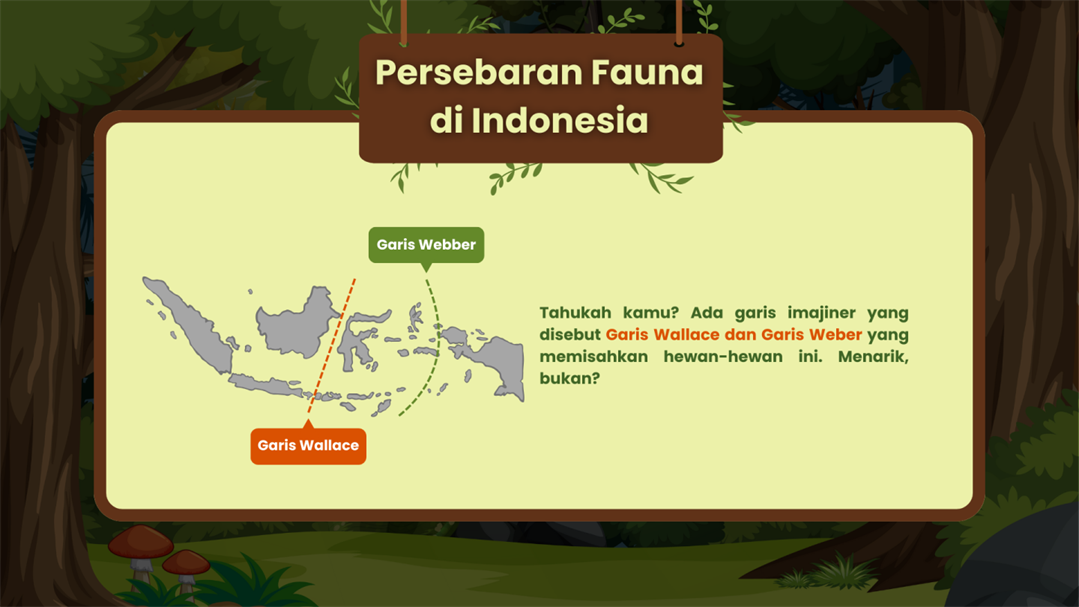 Persebaran Fauna
di Indonesia
Garis Webber
Tahukah kamu? Ada garis imajiner yang
disebut Garis Wallace dan Garis Weber yang
memisahkan hewan-hewan ini. Menarik,
bukan?
Garis Wallace